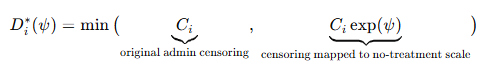 D_i^*(ψ) = min ( C_i , C_i exp(ψ) )
original admin censoring censoring mapped to no-treatment scale